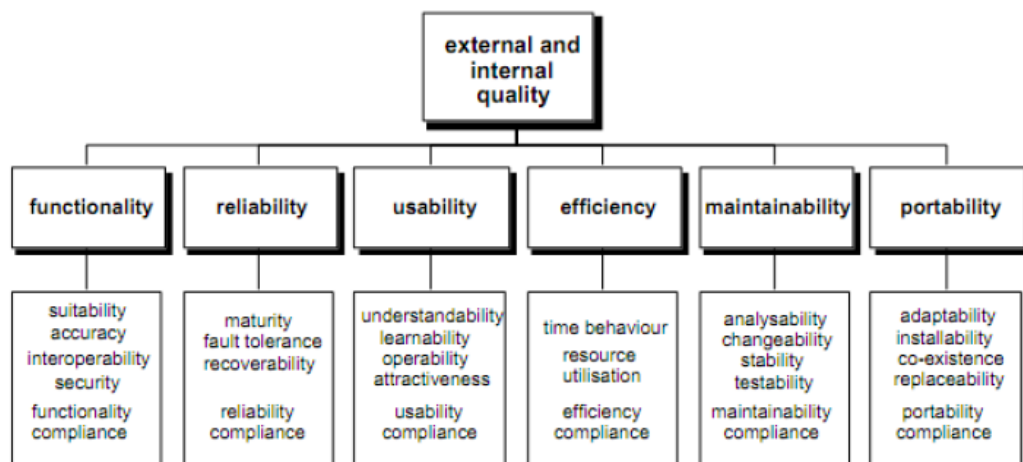 external and
internal
quality
functionality
reliability
usability
efficiency
maintainability
portability
suitability
accuracy
interoperability
security
functionality
compliance
maturity
fault tolerance
recoverability
reliability
compliance
understandability
learnability
operability
attractiveness
usability
compliance
time behaviour
resource
utilisation
efficiency
compliance
analysability
changeability
stability
testability
maintainability
compliance
adaptability
installability
co-existence
replaceability
portability
compliance